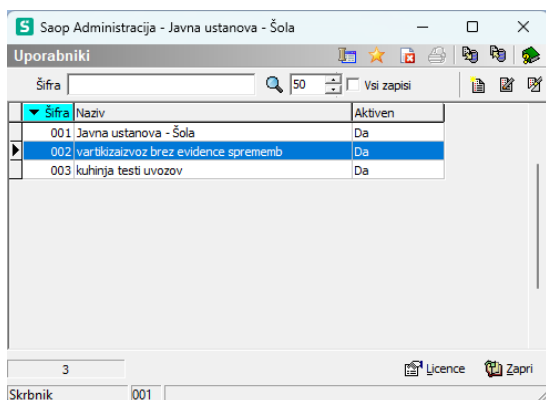 S Saop Administracija - Javna ustanova - Šola
Uporabniki
Šifra 50 Vsi zapisi
Šifra Naziv Aktiven
001 Javna ustanova - Šola Da
002 vartikizaizvoz brez evidence sprememb Da
003 kuhinja testi uvozov Da
3 Licence Zapri
Skrbnik 001